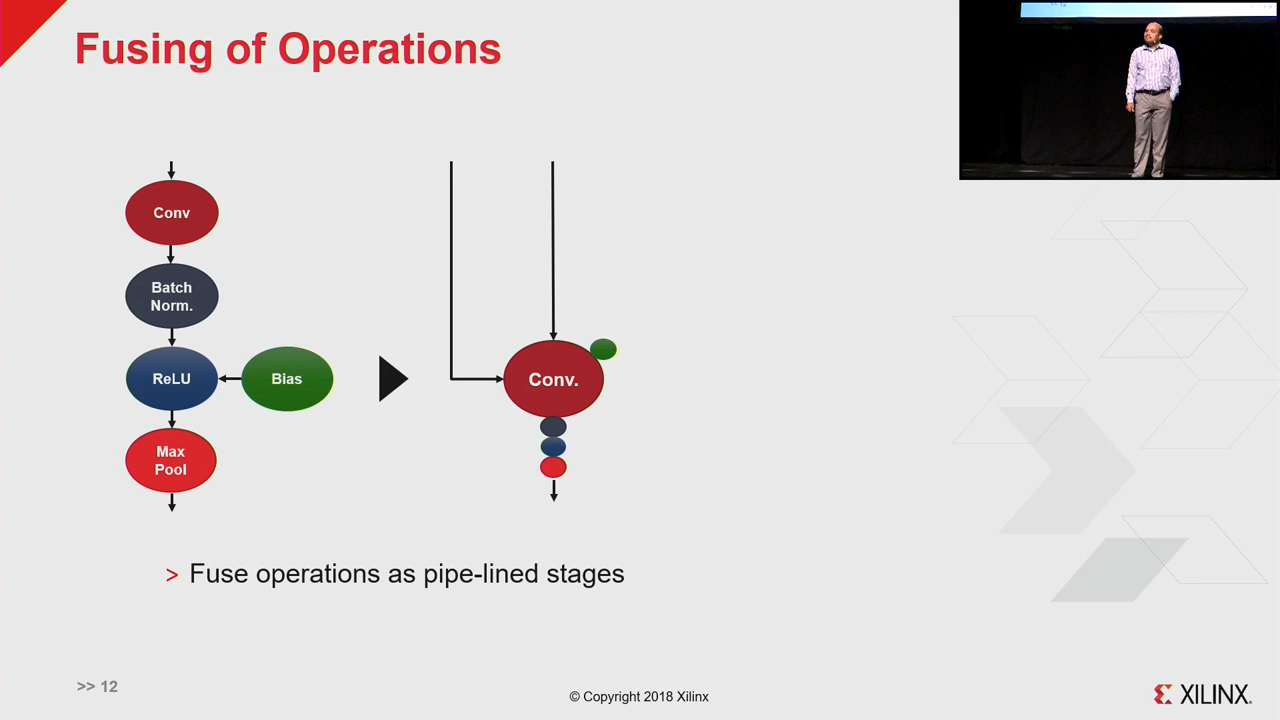 Fusing of Operations
Conv
Batch
Norm.
ReLU
Bias
Max
Pool
Conv.
> Fuse operations as pipe-lined stages
>> 12
© Copyright 2018 Xilinx
XILINX.